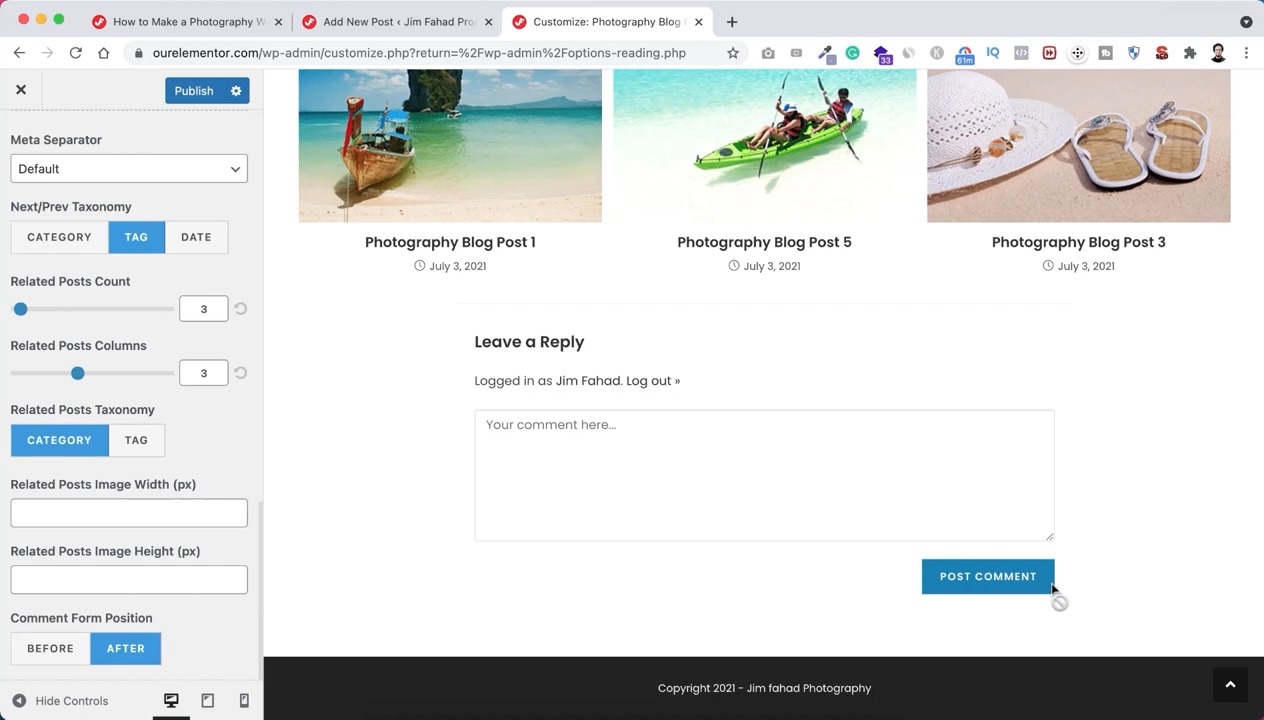 How to Make a Photography W
Add New Post ‹ Jim Fahad Pro
Customize: Photography Blog
ourelementor.com/wp-admin/customize.php?return=%2Fwp-admin%2Foptions-reading.php
33
61m
IQ
Publish
Meta Separator
Default
Next/Prev Taxonomy
CATEGORY TAG DATE
Related Posts Count
3
Related Posts Columns
3
Related Posts Taxonomy
CATEGORY TAG
Related Posts Image Width (px)
Related Posts Image Height (px)
Comment Form Position
BEFORE AFTER
Hide Controls
Photography Blog Post 1
July 3, 2021
Photography Blog Post 5
July 3, 2021
Photography Blog Post 3
July 3, 2021
Leave a Reply
Logged in as Jim Fahad. Log out »
Your comment here...
POST COMMENT
Copyright 2021 - Jim fahad Photography